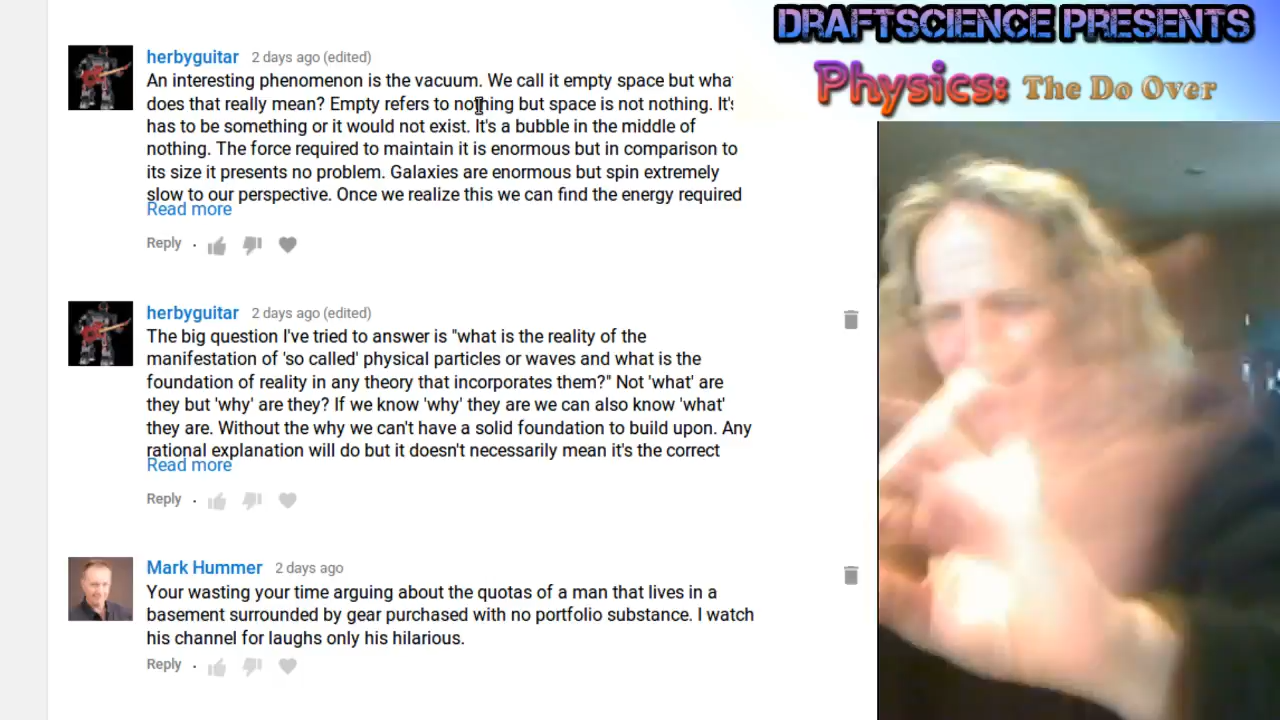 DRAFTSCIENCE PRESENTS
Physics: The Do Over
herbyguitar 2 days ago (edited)
An interesting phenomenon is the vacuum. We call it empty space but wha
does that really mean? Empty refers to nothing but space is not nothing. It's
has to be something or it would not exist. It's a bubble in the middle of
nothing. The force required to maintain it is enormous but in comparison to
its size it presents no problem. Galaxies are enormous but spin extremely
slow to our perspective. Once we realize this we can find the energy required
Read more
Reply
herbyguitar 2 days ago (edited)
The big question I've tried to answer is "what is the reality of the
manifestation of 'so called' physical particles or waves and what is the
foundation of reality in any theory that incorporates them?" Not 'what' are
they but 'why' are they? If we know 'why' they are we can also know 'what'
they are. Without the why we can't have a solid foundation to build upon. Any
rational explanation will do but it doesn't necessarily mean it's the correct
Read more
Reply
Mark Hummer 2 days ago
Your wasting your time arguing about the quotas of a man that lives in a
basement surrounded by gear purchased with no portfolio substance. I watch
his channel for laughs only his hilarious.
Reply